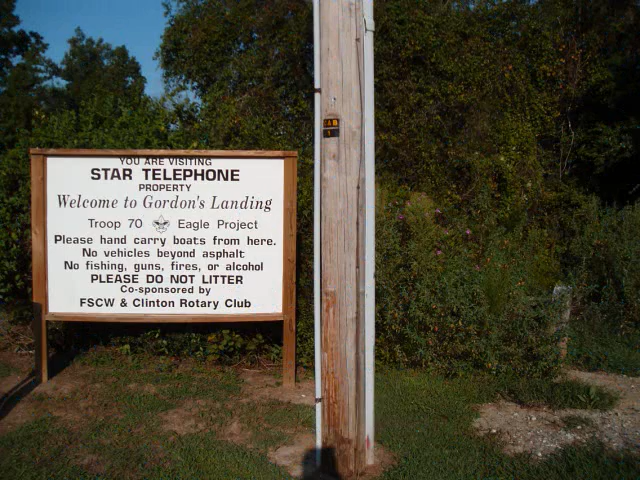 YOU ARE VISITING
STAR TELEPHONE
PROPERTY
Welcome to Gordon's Landing
Troop 70 Eagle Project
Please hand carry boats from here.
No vehicles beyond asphalt
No fishing, guns, fires, or alcohol
PLEASE DO NOT LITTER
Co-sponsored by
FSCW & Clinton Rotary Club